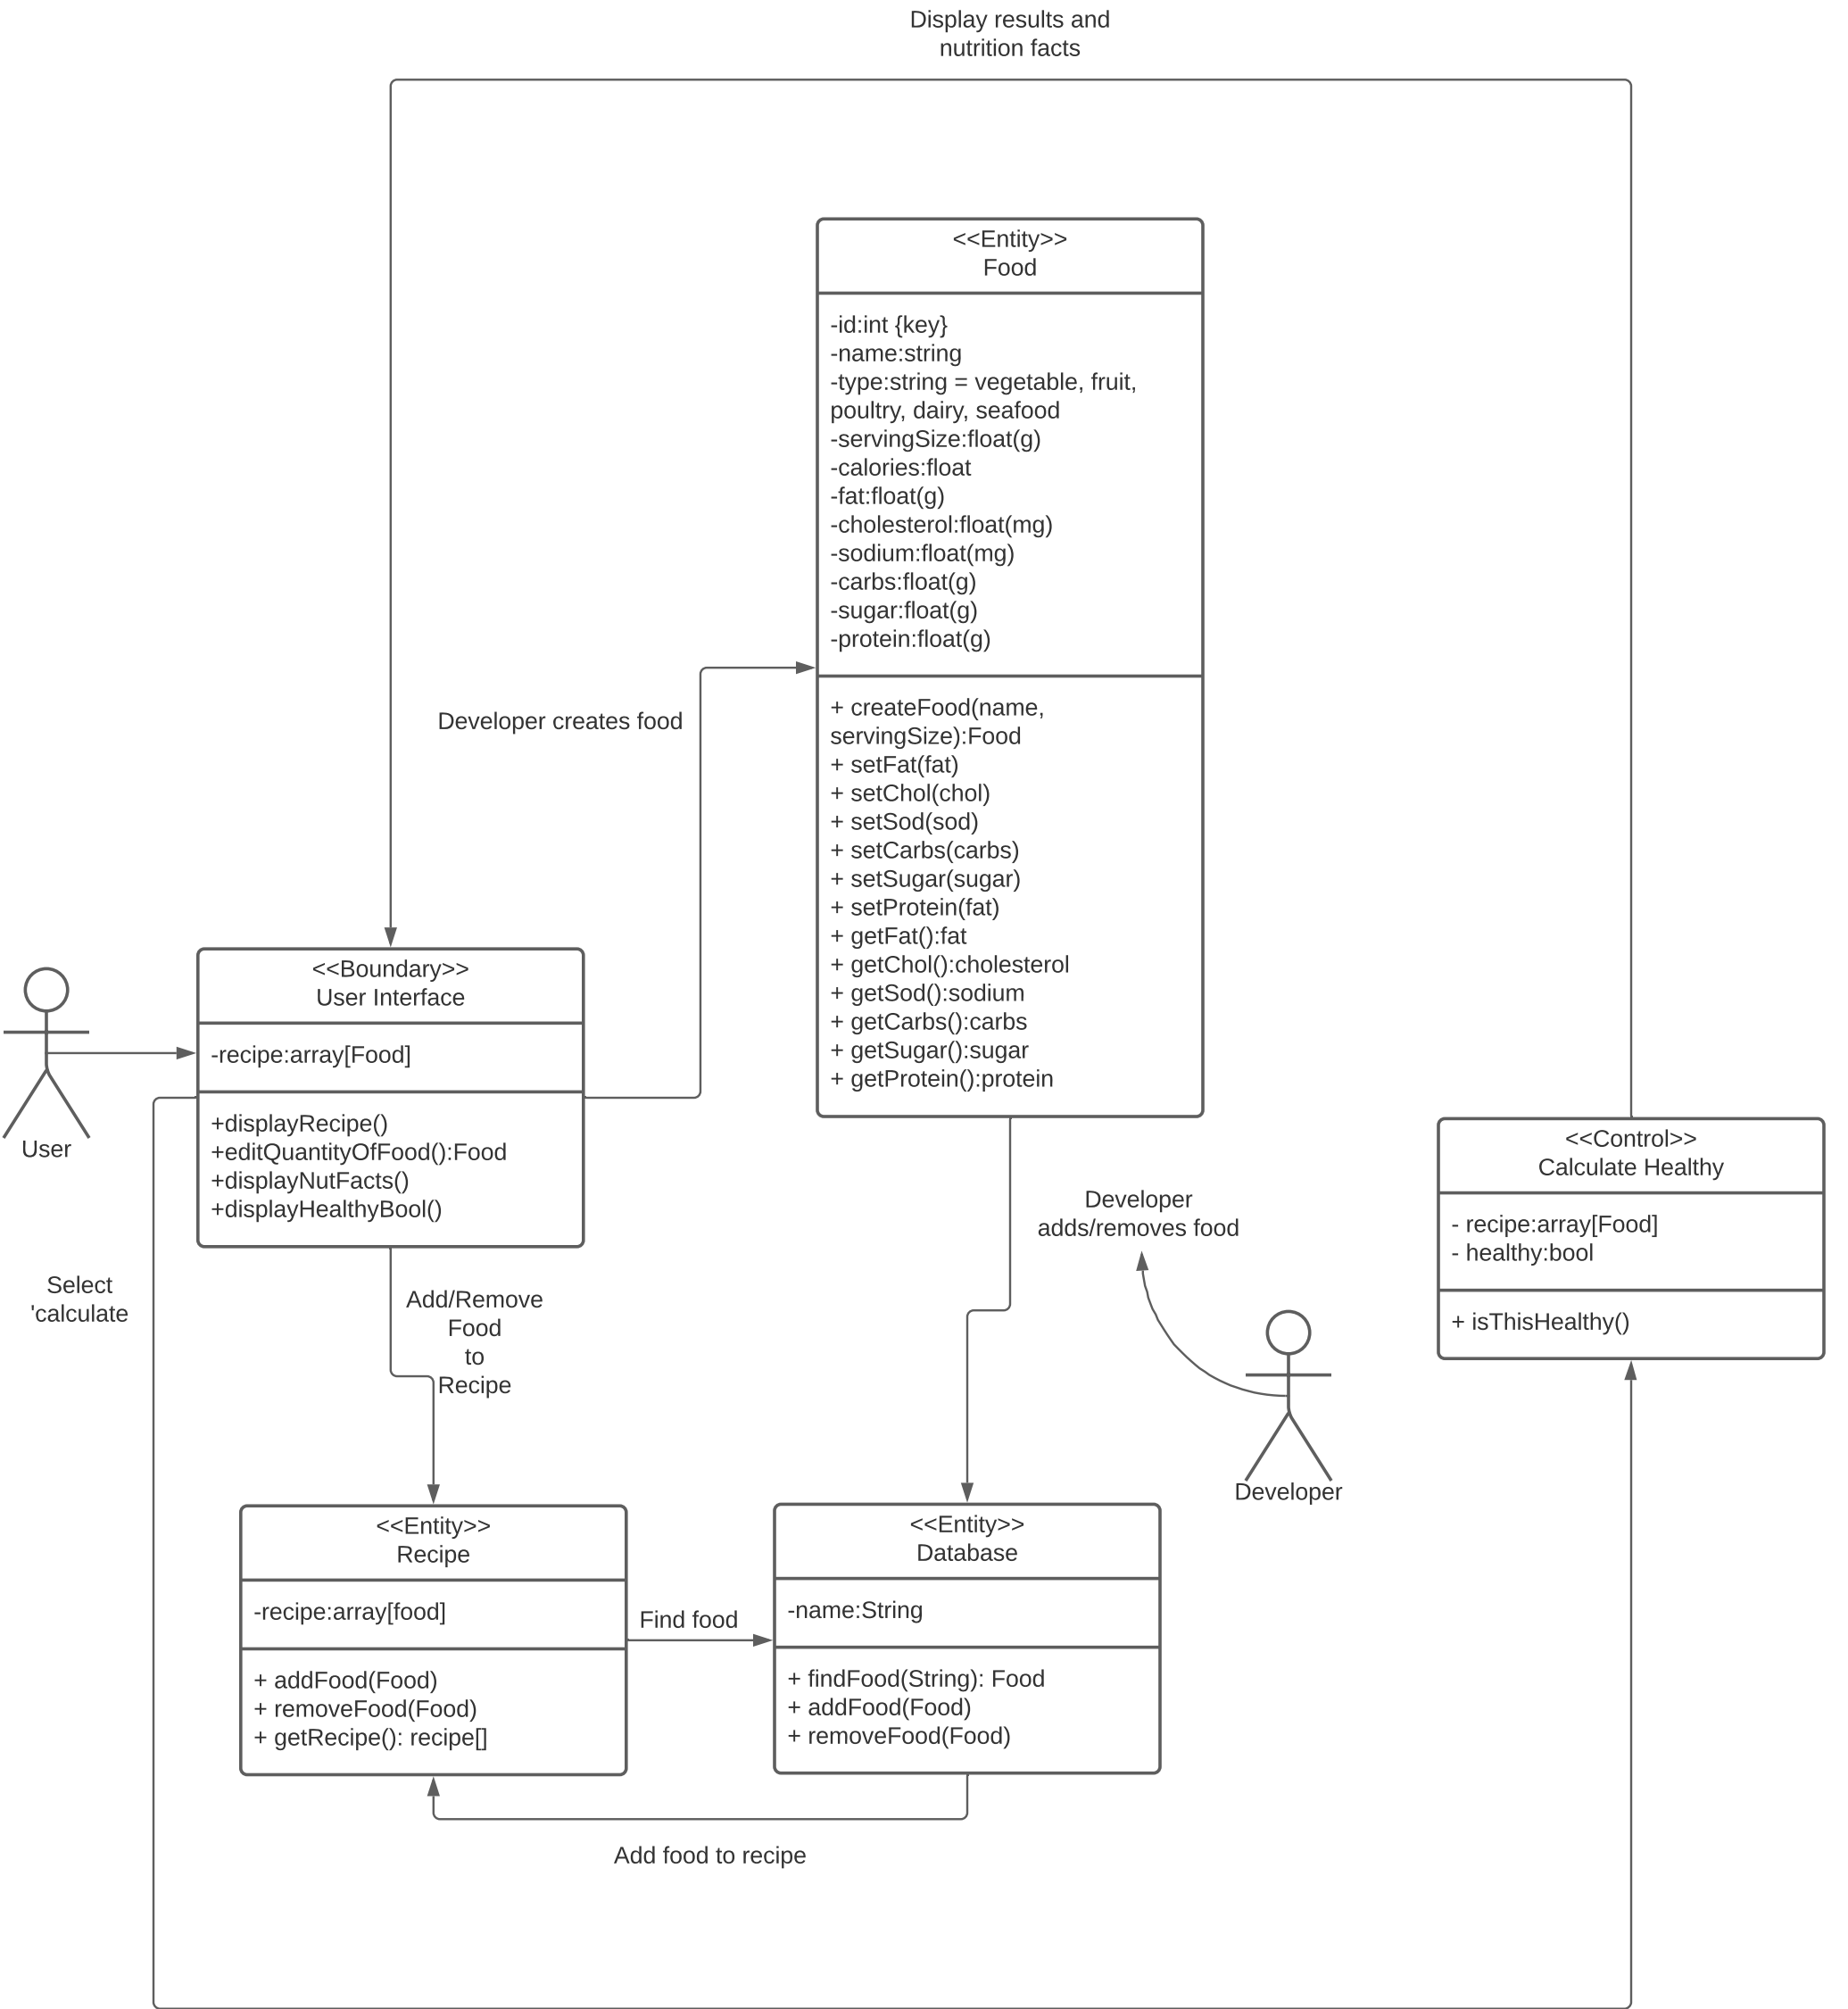 Display results and
nutrition facts
<<Entity>>
Food
-id:int {key}
-name:string
-type:string = vegetable, fruit,
poultry, dairy, seafood
-servingSize:float(g)
-calories:float
-fat:float(g)
-cholesterol:float(mg)
-sodium:float(mg)
-carbs:float(g)
-sugar:float(g)
-protein:float(g)
+ createFood(name,
servingSize):Food
+ setFat(fat)
+ setChol(chol)
+ setSod(sod)
+ setCarbs(carbs)
+ setSugar(sugar)
+ setProtein(fat)
+ getFat():fat
+ getChol():cholesterol
+ getSod():sodium
+ getCarbs():carbs
+ getSugar():sugar
+ getProtein():protein
Developer creates food
<<Boundary>>
User Interface
-recipe:array[Food]
+displayRecipe()
+editQuantityOfFood():Food
+displayNutFacts()
+displayHealthyBool()
User
<<Control>>
Calculate Healthy
- recipe:array[Food]
- healthy:bool
+ isThisHealthy()
Developer
adds/removes food
Developer
Select
'calculate
Add/Remove
Food
to
Recipe
<<Entity>>
Recipe
-recipe:array[food]
+ addFood(Food)
+ removeFood(Food)
+ getRecipe(): recipe[]
Find food
<<Entity>>
Database
-name:String
+ findFood(String): Food
+ addFood(Food)
+ removeFood(Food)
Add food to recipe